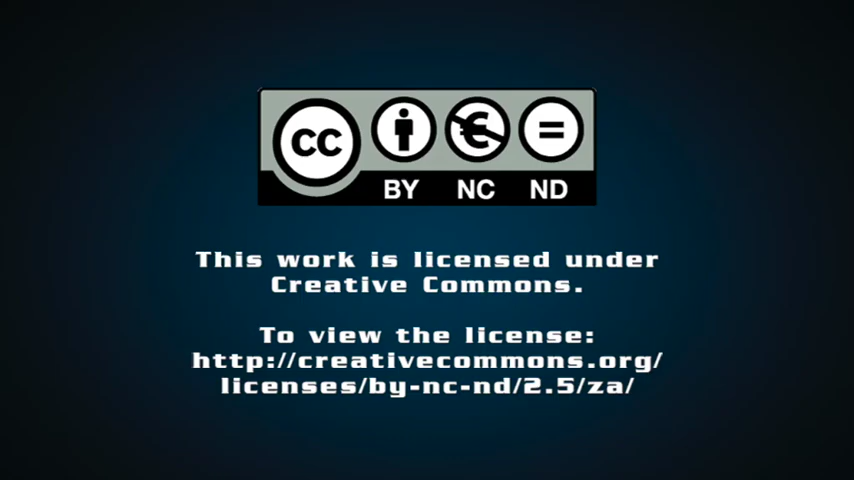 CC
BY NC ND
This work is licensed under
Creative Commons.
To view the license:
http://creativecommons.org/
licenses/by-nc-nd/2.5/za/